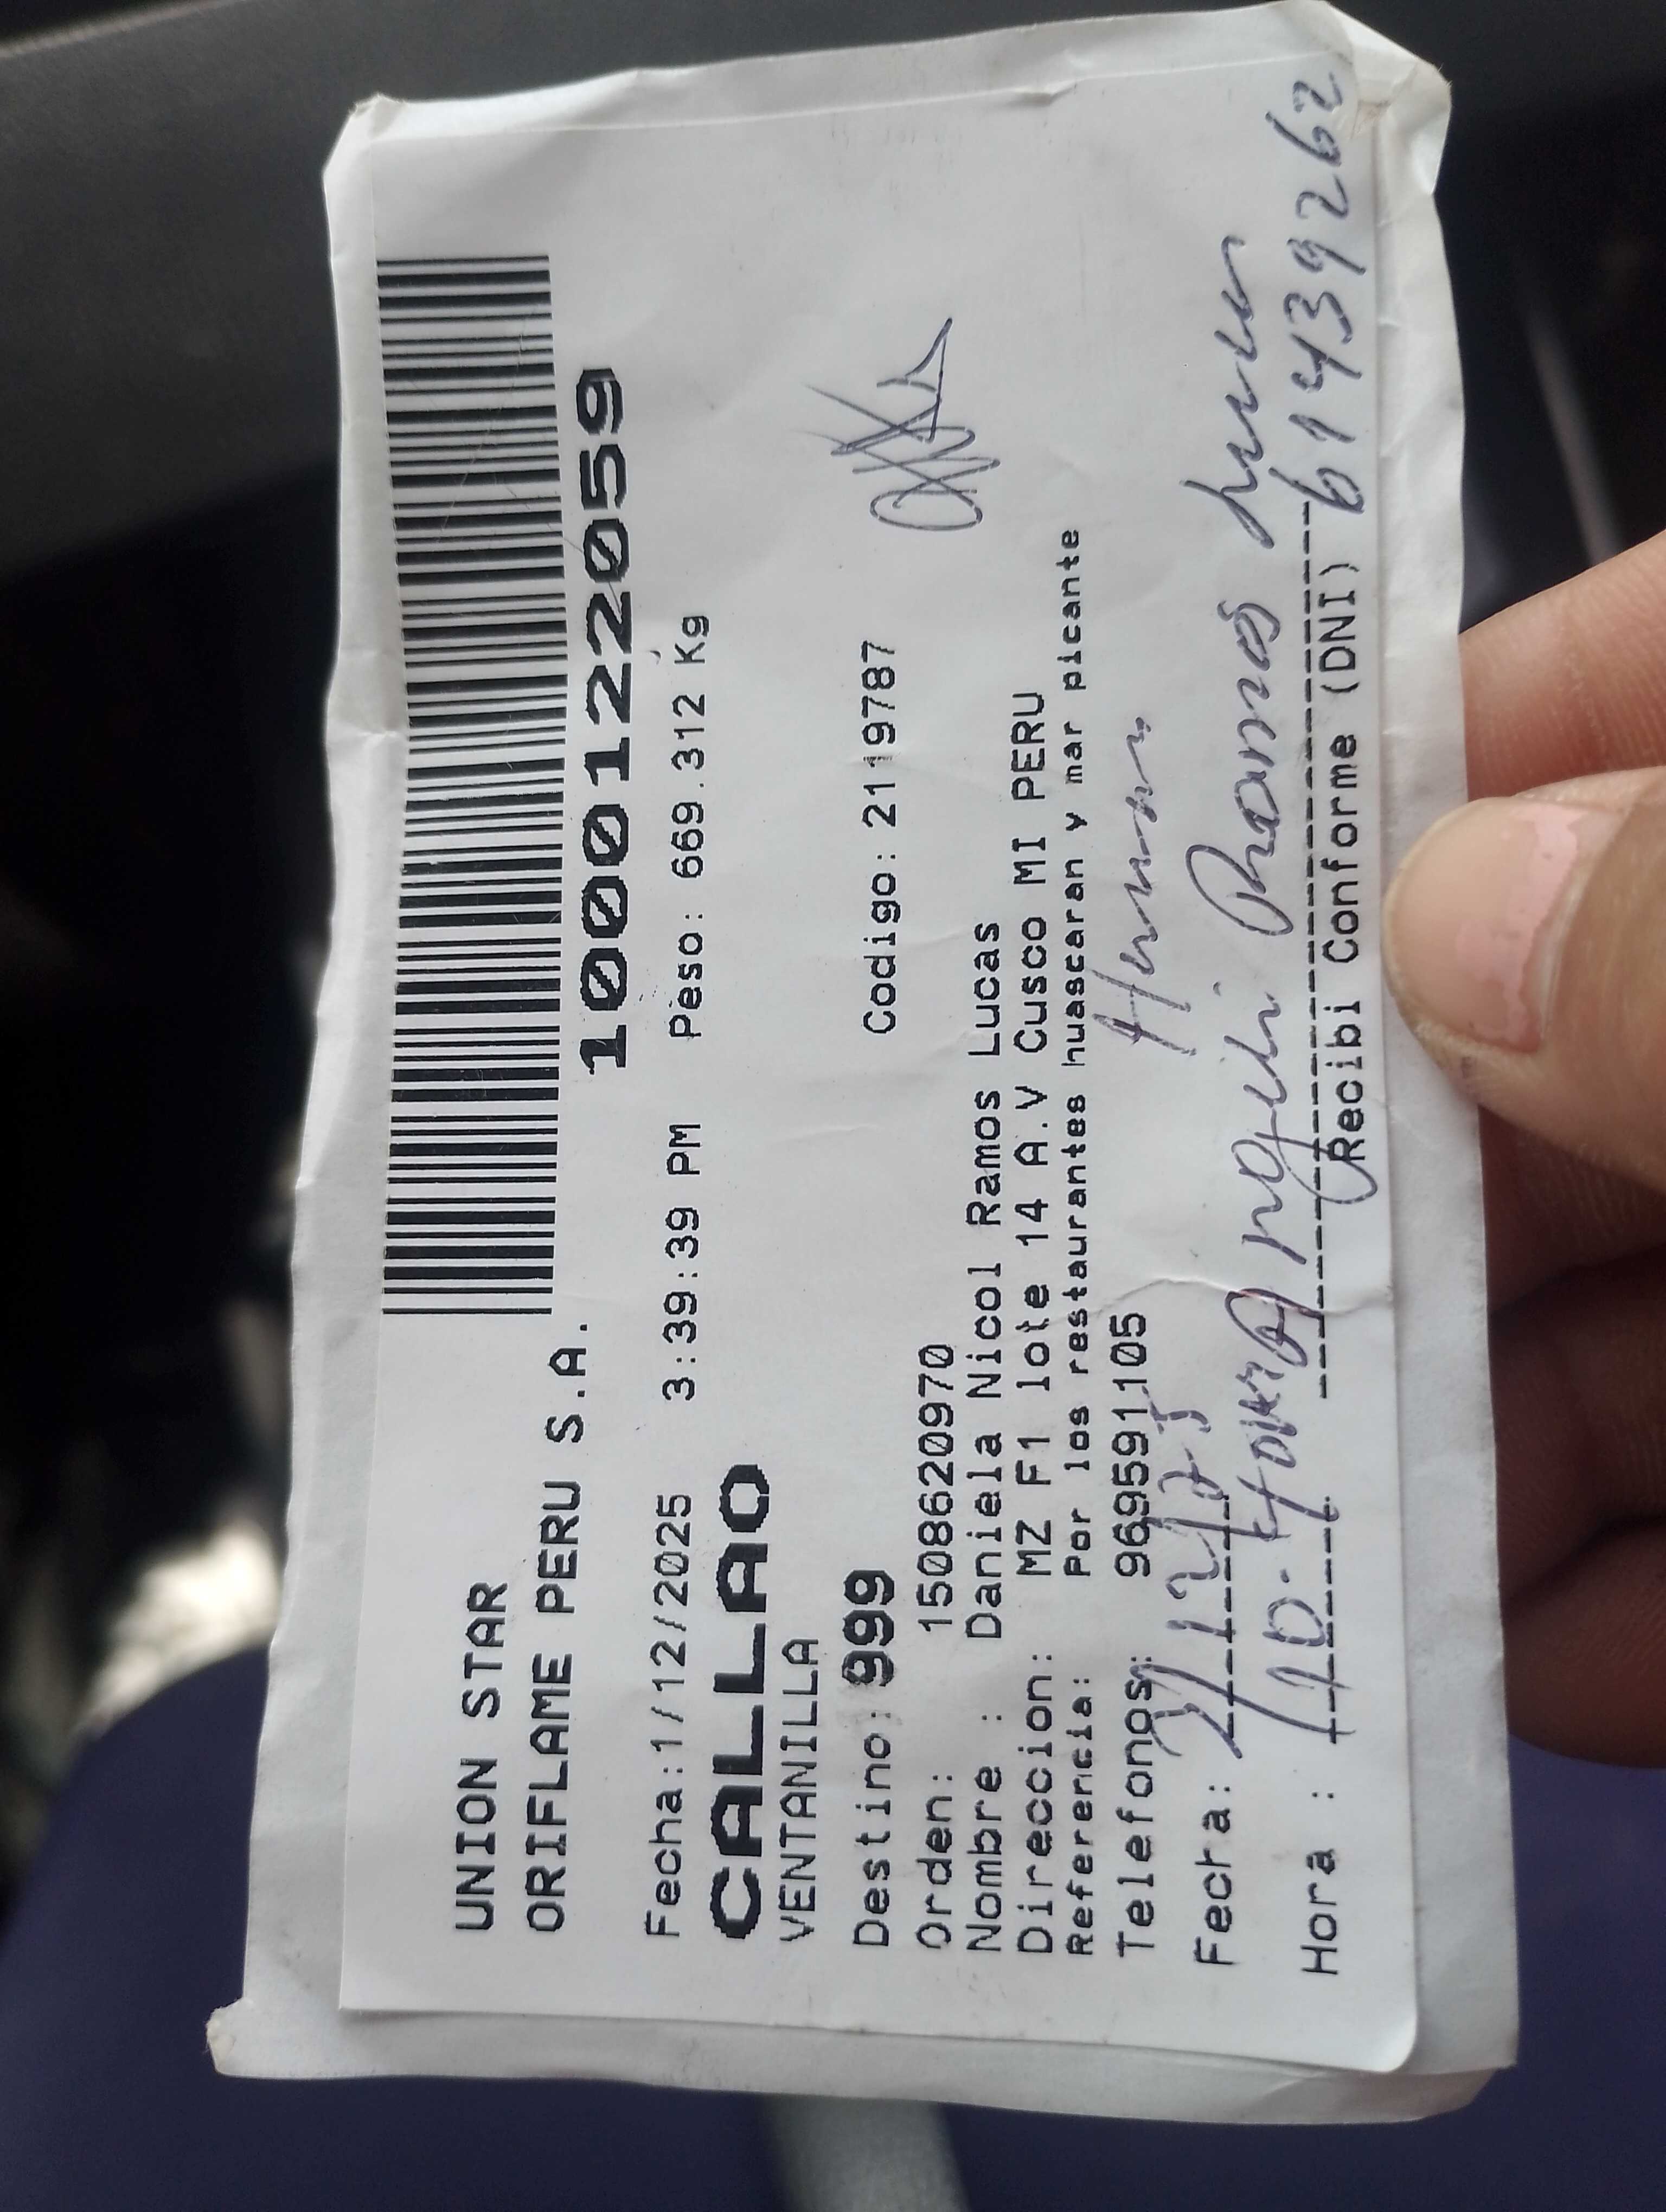 UNION STAR
ORIFLAME PERU S.A.
1000122059
Fecha:1/12/2025 3:39:39 PM Peso: 669.312 Kg
CALLAO
VENTANILLA
Destino: 999 Codigo: 2119787
Orden: 1508620970
Nombre : Daniela Nicol Ramos Lucas
Direccion: MZ F1 lote 14 A.V Cusco MI PERU
Referencia: Por los restaurantes huascaran y mar picante
Telefonos: 969591105
Fecha:
Ramos
Hora : 61439262
Recibi Conforme (DNI)